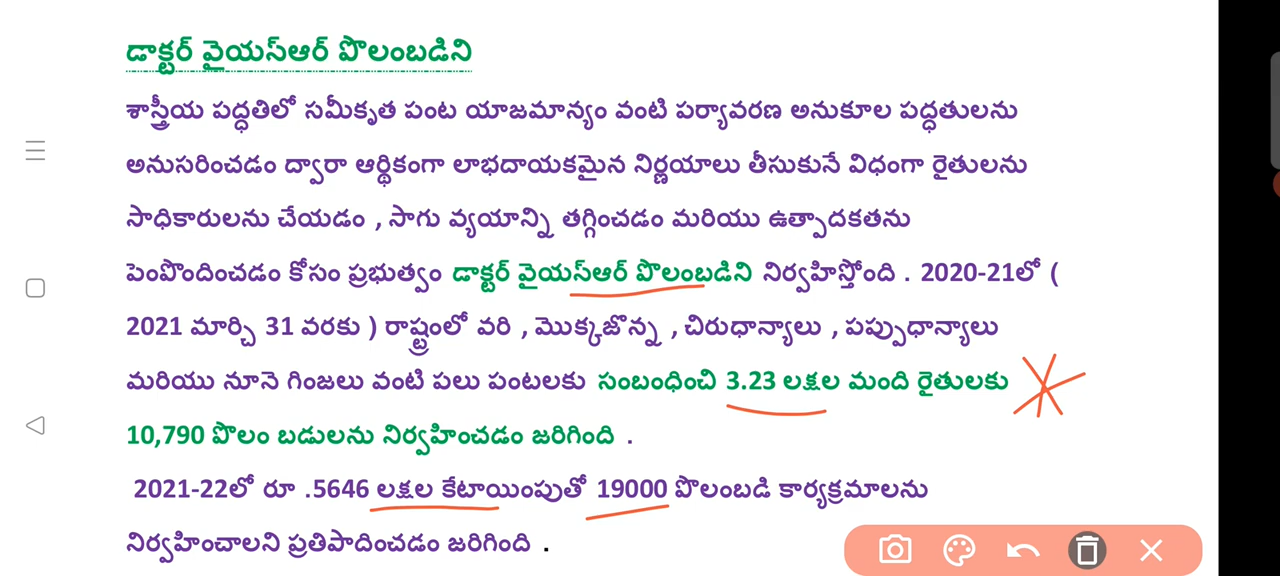 డాక్టర్ వైయస్ఆర్ పొలంబడిని
శాస్త్రీయ పద్ధతిలో సమీకృత పంట యాజమాన్యం వంటి పర్యావరణ అనుకూల పద్ధతులను
అనుసరించడం ద్వారా ఆర్థికంగా లాభదాయకమైన నిర్ణయాలు తీసుకునే విధంగా రైతులను
సాధికారులను చేయడం , సాగు వ్యయాన్ని తగ్గించడం మరియు ఉత్పాదకతను
పెంపొందించడం కోసం ప్రభుత్వం డాక్టర్ వైయస్ఆర్ పొలంబడిని నిర్వహిస్తోంది . 2020-21లో (
2021 మార్చి 31 వరకు ) రాష్ట్రంలో వరి , మొక్కజొన్న , చిరుధాన్యాలు , పప్పుధాన్యాలు
మరియు నూనె గింజలు వంటి పలు పంటలకు సంబంధించి 3.23 లక్షల మంది రైతులకు
10,790 పొలం బడులను నిర్వహించడం జరిగింది .
2021-22లో రూ .5646 లక్షల కేటాయింపుతో 19000 పొలంబడి కార్యక్రమాలను
నిర్వహించాలని ప్రతిపాదించడం జరిగింది .